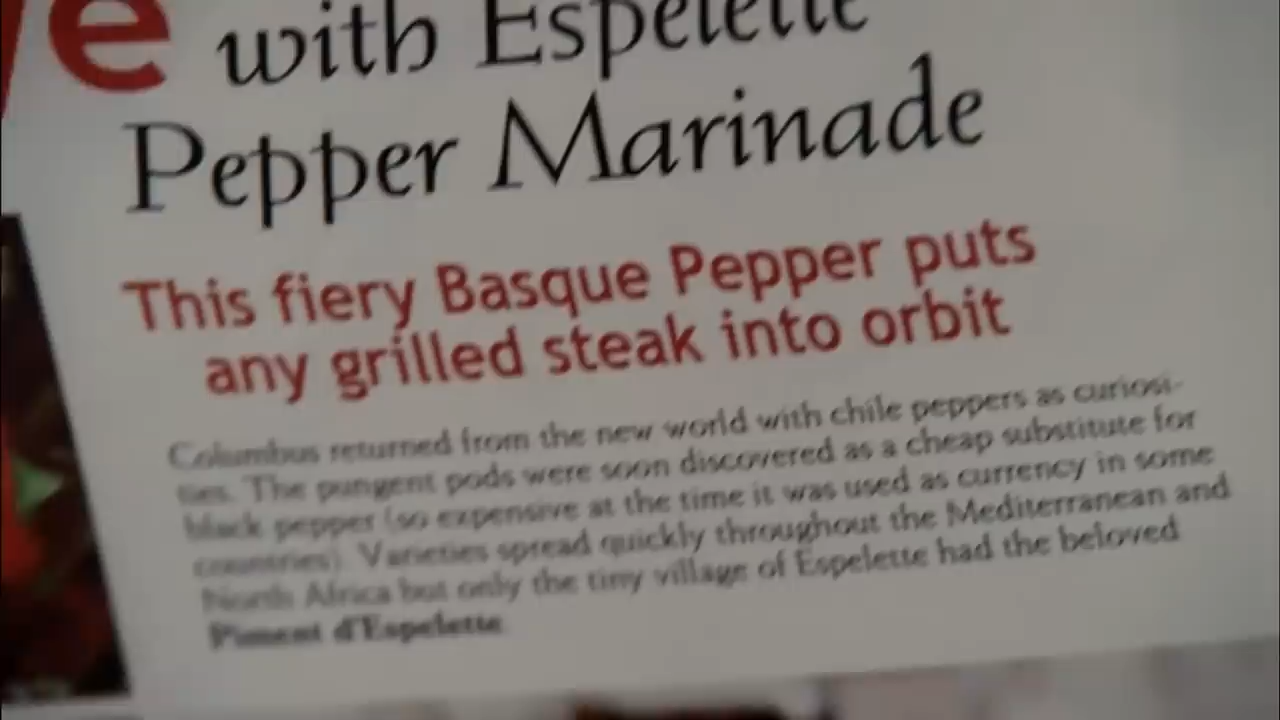 e with Espelette
Pepper Marinade
This fiery Basque Pepper puts
any grilled steak into orbit
Columbus returned from the new world with chile peppers as curiosi-
ties. The pungent pods were soon discovered as a cheap substitute for
black pepper (so expensive at the time it was used as currency in some
countries). Varieties spread quickly throughout the Mediterranean and
North Africa but only the tiny village of Espelette had the beloved
Piment d'Espelette